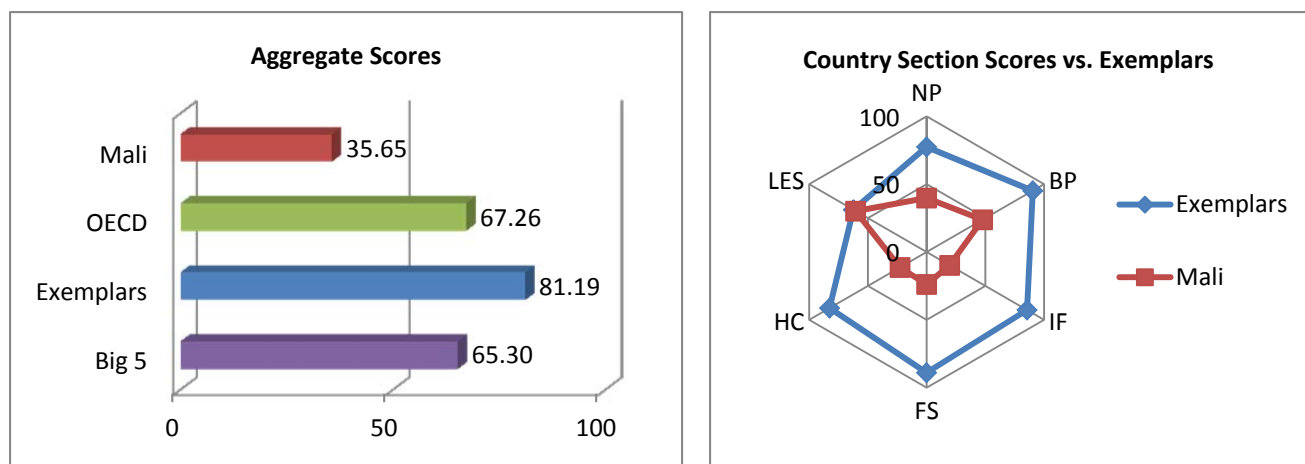 Aggregate Scores
Mali
35.65
OECD
67.26
Exemplars
81.19
Big 5
65.30
0
50
100
Country Section Scores vs. Exemplars
NP
100
LES
50
BP
0
HC
IF
FS
Exemplars
Mali